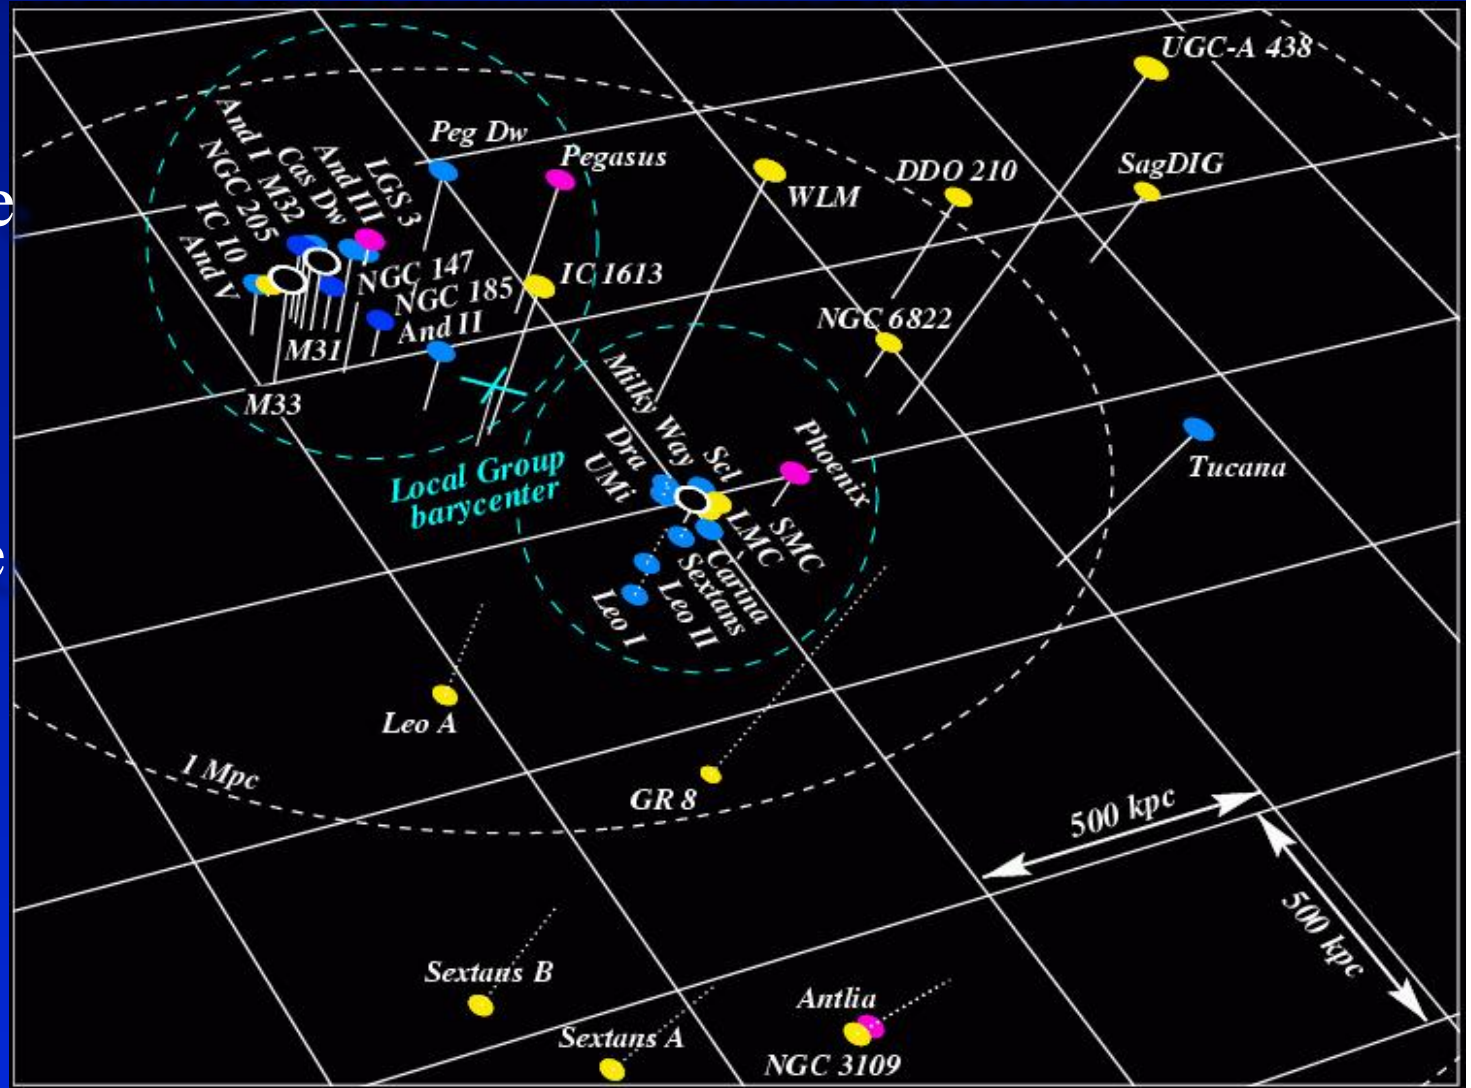 UGC-A 438
Peg Dw
Pegasus
SagDIG
DDO 210
WLM
And I
M32
Cas Dw
And III
LGS 3
NGC 205
IC 10
And V
NGC 147
NGC 185
And II
IC 1613
NGC 6822
M31
M33
Milky Way
Dra
UMi
Scl
Phoenix
Tucana
Local Group
barycenter
SMC
LMC
Carina
Sextans
Leo II
Leo I
Leo A
1 Mpc
GR 8
500 kpc
500 kpc
Sextans B
Antlia
Sextans A
NGC 3109
e
e